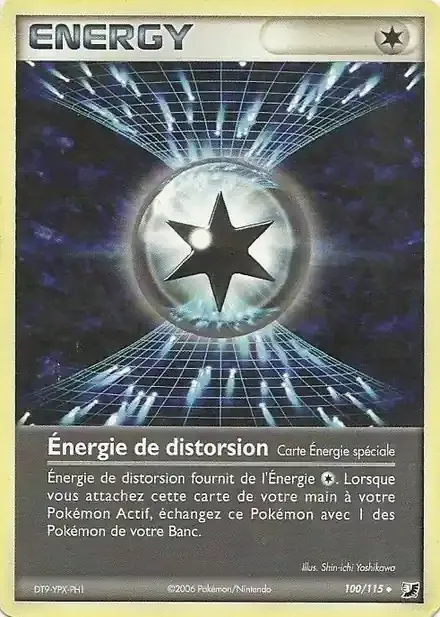 ENERGY
Énergie de distorsion Carte Énergie spéciale
Énergie de distorsion fournit de l'Énergie . Lorsque
vous attachez cette carte de votre main à votre
Pokémon Actif, échangez ce Pokémon avec 1 des
Pokémon de votre Banc.
Illus. Shin-ichi Yoshikawa
DT9-YPX-PH1 ©2006 Pokémon/Nintendo 100/115